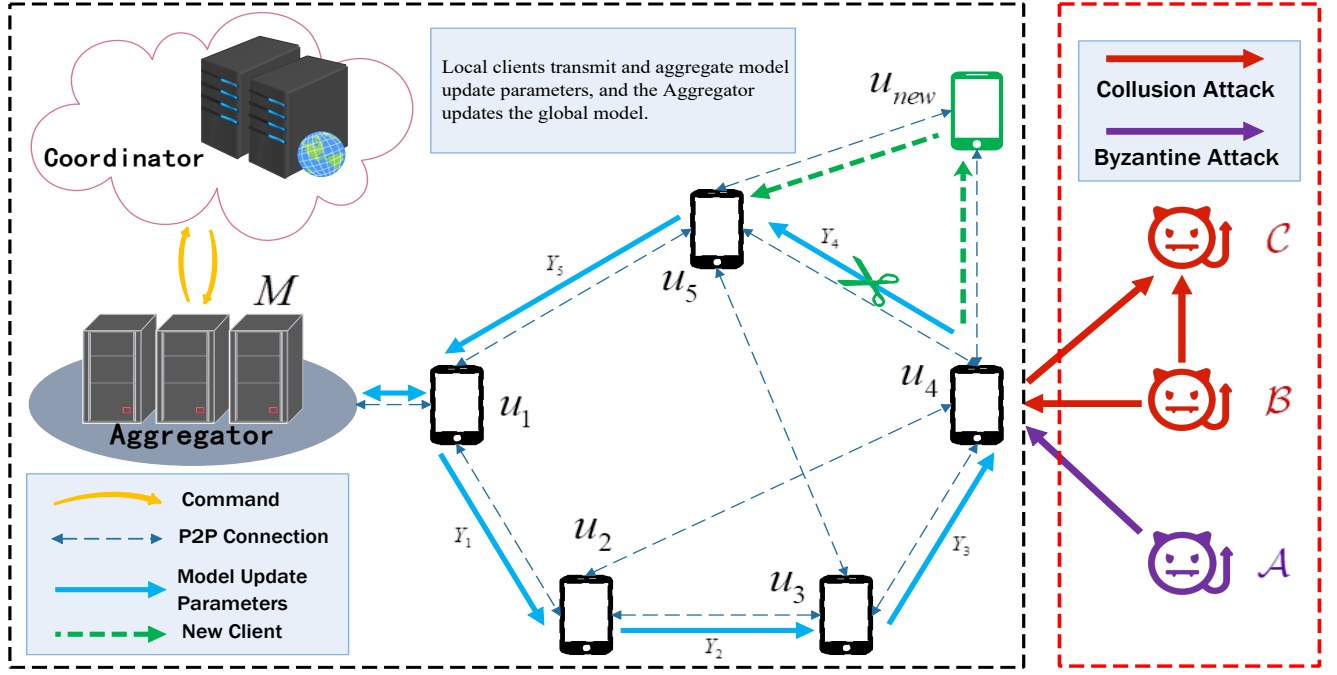 Local clients transmit and aggregate model
update parameters, and the Aggregator
updates the global model.
Coordinator
M
Aggregator
Command
P2P Connection
Model Update
Parameters
New Client
u_new
u_5
u_1
u_4
u_2
u_3
Y_5
Y_4
Y_1
Y_3
Y_2
Collusion Attack
Byzantine Attack
C
B
A